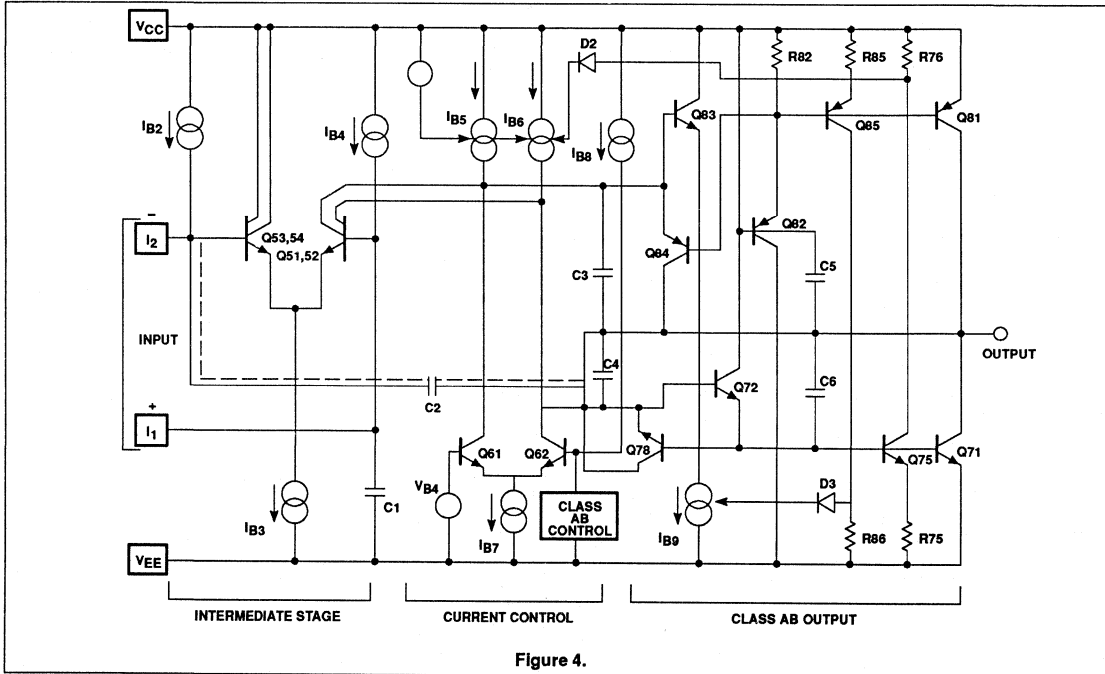 VCC
D2
R82
R85
R76
IB2
IB4
IB5
IB6
IB8
Q83
Q85
Q81
−
I2
Q53,54
Q51,52
Q82
Q84
C3
C5
INPUT
OUTPUT
C4
C2
Q72
C6
+
I1
Q61
Q62
Q78
Q75
Q71
VB4
D3
IB3
C1
IB7
CLASS
AB
CONTROL
IB9
R86
R75
VEE
INTERMEDIATE STAGE
CURRENT CONTROL
CLASS AB OUTPUT
Figure 4.